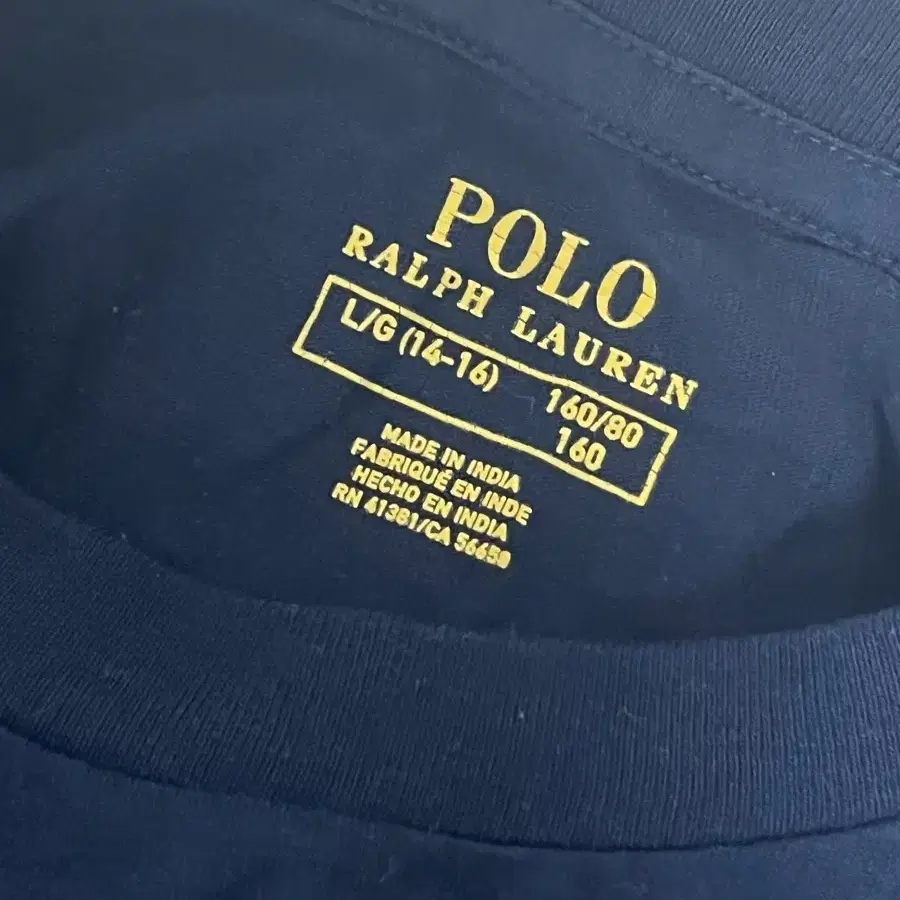 POLO
RALPH LAUREN
L/G (14-16) 160/80
160
MADE IN INDIA
FABRIQUÉ EN INDE
HECHO EN INDIA
RN 41381/CA 56650